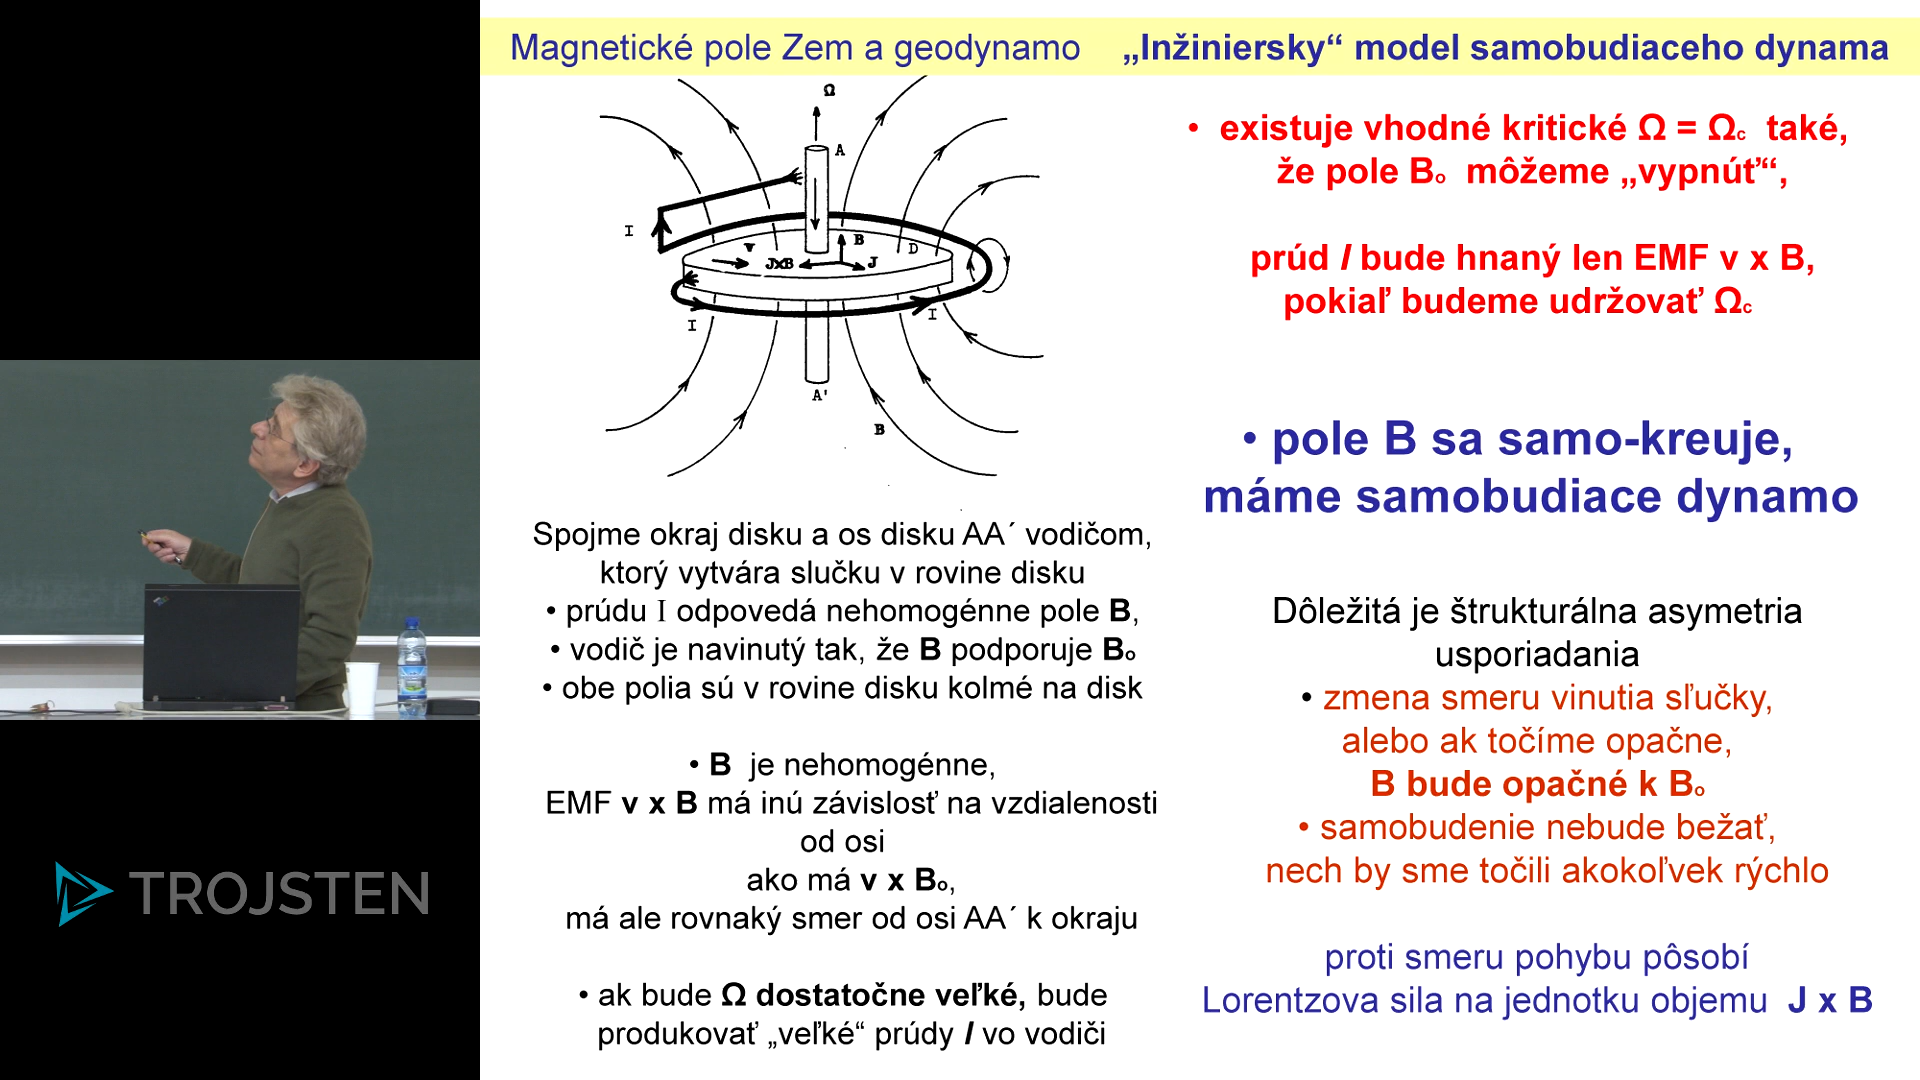 Magnetické pole Zem a geodynamo „Inžiniersky“ model samobudiaceho dynama
Ω
A
I
v
B
D
JxB
J
I
I
A'
B
Spojme okraj disku a os disku AA´ vodičom,
ktorý vytvára slučku v rovine disku
• prúdu I odpovedá nehomogénne pole B,
• vodič je navinutý tak, že B podporuje Bo
• obe polia sú v rovine disku kolmé na disk
• B je nehomogénne,
EMF v x B má inú závislosť na vzdialenosti
od osi
ako má v x Bo,
má ale rovnaký smer od osi AA´ k okraju
• ak bude Ω dostatočne veľké, bude
produkovať „veľké“ prúdy I vo vodiči
• existuje vhodné kritické Ω = Ωc také,
že pole Bo môžeme „vypnúť“‘,
prúd I bude hnaný len EMF v x B,
pokiaľ budeme udržovať Ωc
• pole B sa samo-kreuje,
máme samobudiace dynamo
Dôležitá je štrukturálna asymetria
usporiadania
• zmena smeru vinutia sľučky,
alebo ak točíme opačne,
B bude opačné k Bo
• samobudenie nebude bežať,
nech by sme točili akokoľvek rýchlo
proti smeru pohybu pôsobí
Lorentzova sila na jednotku objemu J x B
TROJSTEN